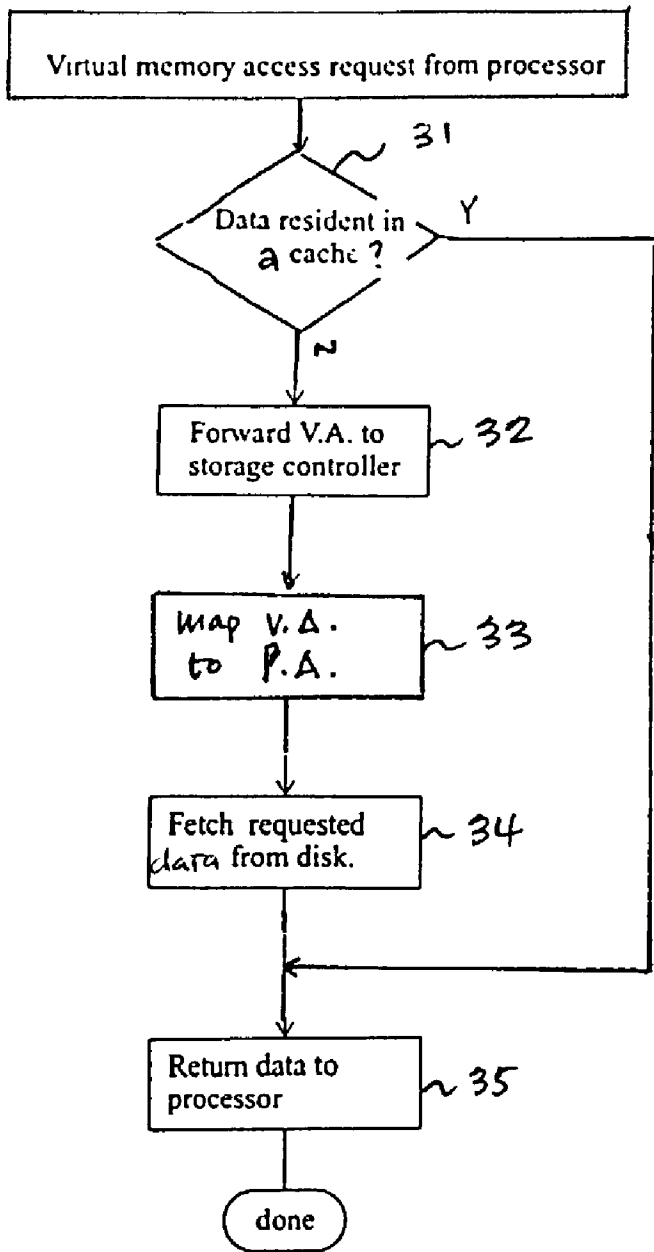 Virtual memory access request from processor
31
Data resident in
a cache?
Y
N
Forward V.A. to
storage controller
32
map V.A.
to P.A.
33
Fetch requested
data from disk.
34
Return data to
processor
35
done